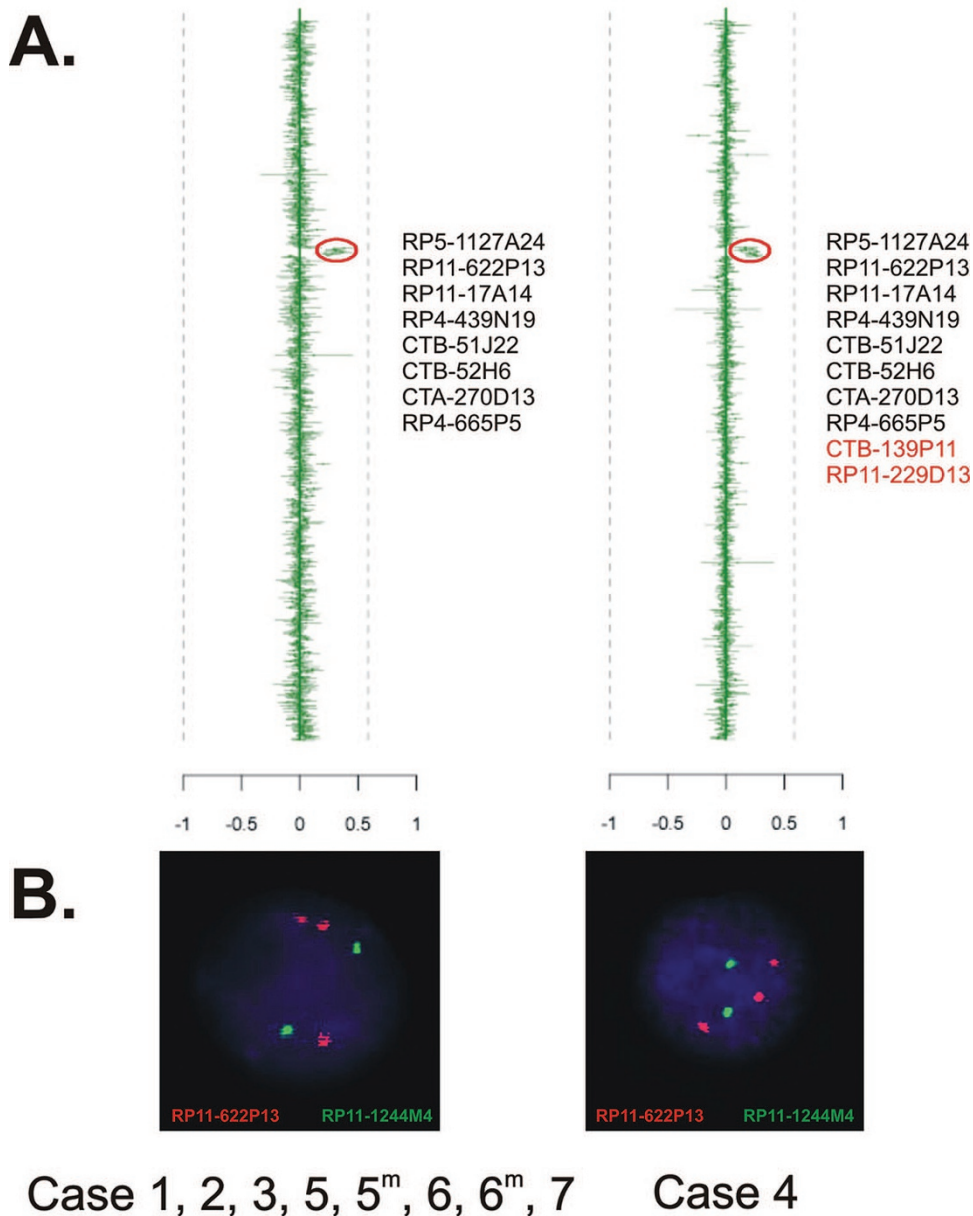 A.
RP5-1127A24
RP11-622P13
RP11-17A14
RP4-439N19
CTB-51J22
CTB-52H6
CTA-270D13
RP4-665P5
RP5-1127A24
RP11-622P13
RP11-17A14
RP4-439N19
CTB-51J22
CTB-52H6
CTA-270D13
RP4-665P5
CTB-139P11
RP11-229D13
-1 -0.5 0 0.5 1
-1 -0.5 0 0.5 1
B.
RP11-622P13 RP11-1244M4
RP11-622P13 RP11-1244M4
Case 1, 2, 3, 5, 5ᵐ, 6, 6ᵐ, 7
Case 4